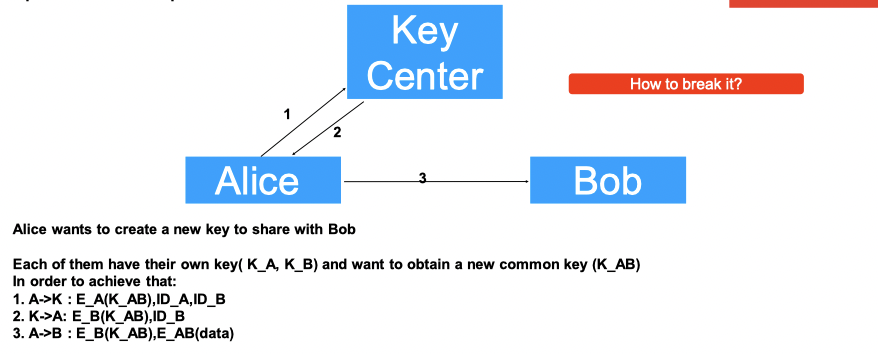 Key
Center
How to break it?
1
2
Alice
3
Bob
Alice wants to create a new key to share with Bob
Each of them have their own key( K_A, K_B) and want to obtain a new common key (K_AB)
In order to achieve that:
1. A->K : E_A(K_AB),ID_A,ID_B
2. K->A: E_B(K_AB),ID_B
3. A->B : E_B(K_AB),E_AB(data)